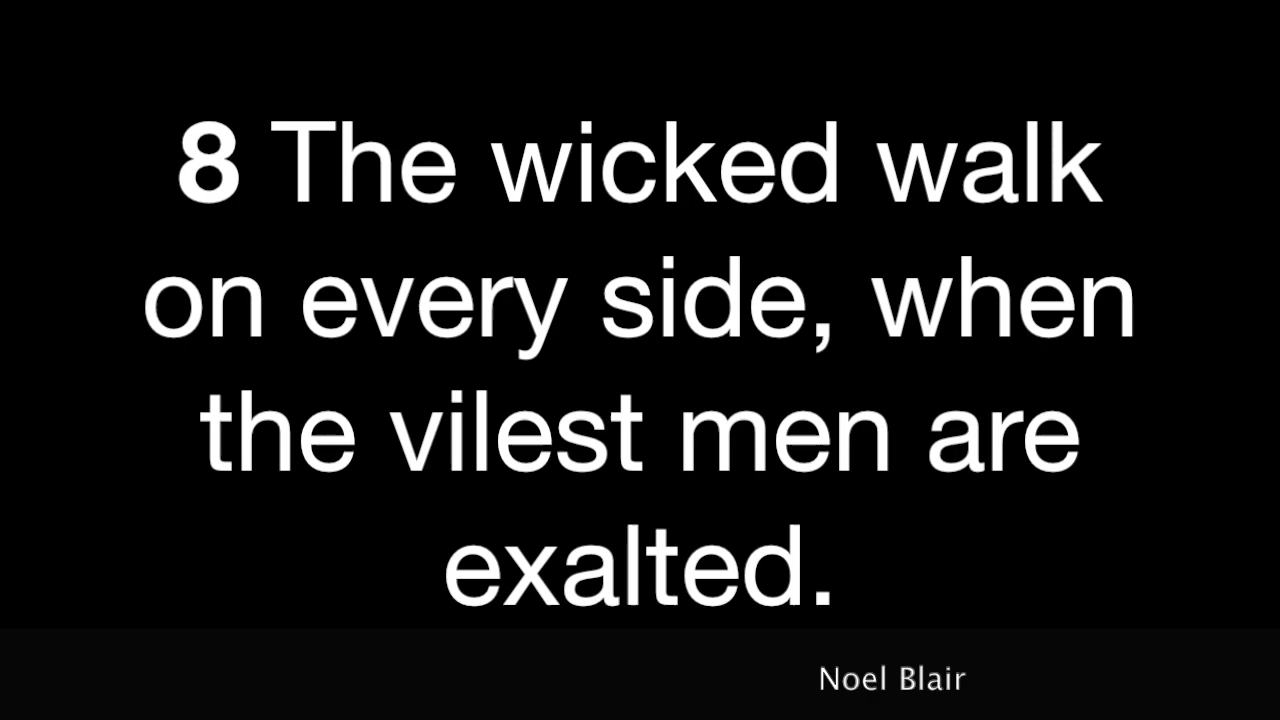 8 The wicked walk
on every side, when
the vilest men are
exalted.
Noel Blair